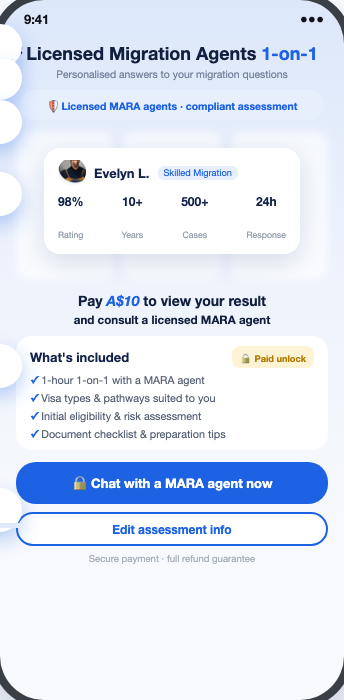 9:41
Licensed Migration Agents 1-on-1
Personalised answers to your migration questions
Licensed MARA agents · compliant assessment
Evelyn L. Skilled Migration
98% 10+ 500+ 24h
Rating Years Cases Response
Pay A$10 to view your result
and consult a licensed MARA agent
What's included Paid unlock
✓ 1-hour 1-on-1 with a MARA agent
✓ Visa types & pathways suited to you
✓ Initial eligibility & risk assessment
✓ Document checklist & preparation tips
Chat with a MARA agent now
Edit assessment info
Secure payment · full refund guarantee